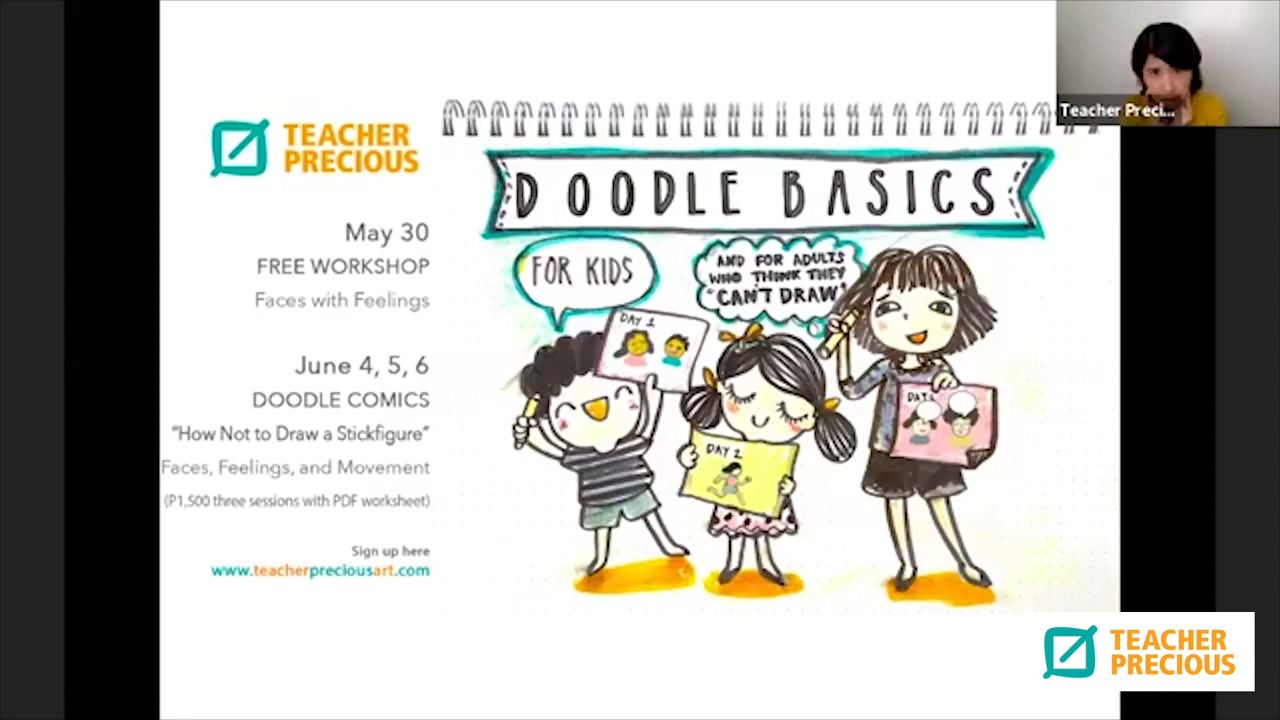 Teacher Preci...
TEACHER
PRECIOUS
May 30
FREE WORKSHOP
Faces with Feelings
June 4, 5, 6
DOODLE COMICS
"How Not to Draw a Stickfigure"
Faces, Feelings, and Movement
(P1,500 three sessions with PDF worksheet)
Sign up here
www.teacherpreciousart.com
DOODLE BASICS
FOR KIDS
AND FOR ADULTS
WHO THINK THEY
"CAN'T DRAW"
DAY 1
DAY 2
DAY
TEACHER
PRECIOUS